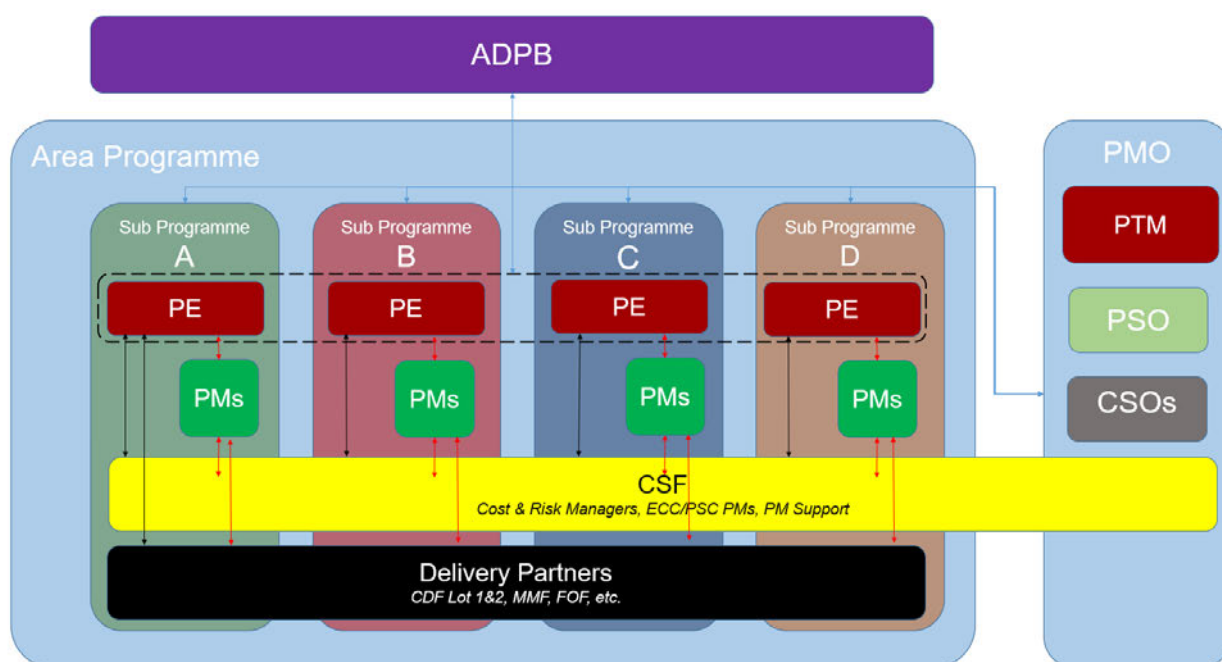 ADPB
Area Programme
PMO
PTM
PSO
CSOs
Sub Programme
A
Sub Programme
B
Sub Programme
C
Sub Programme
D
PE
PE
PE
PE
PMs
PMs
PMs
PMs
CSF
Cost & Risk Managers, ECC/PSC PMs, PM Support
Delivery Partners
CDF Lot 1&2, MMF, FOF, etc.